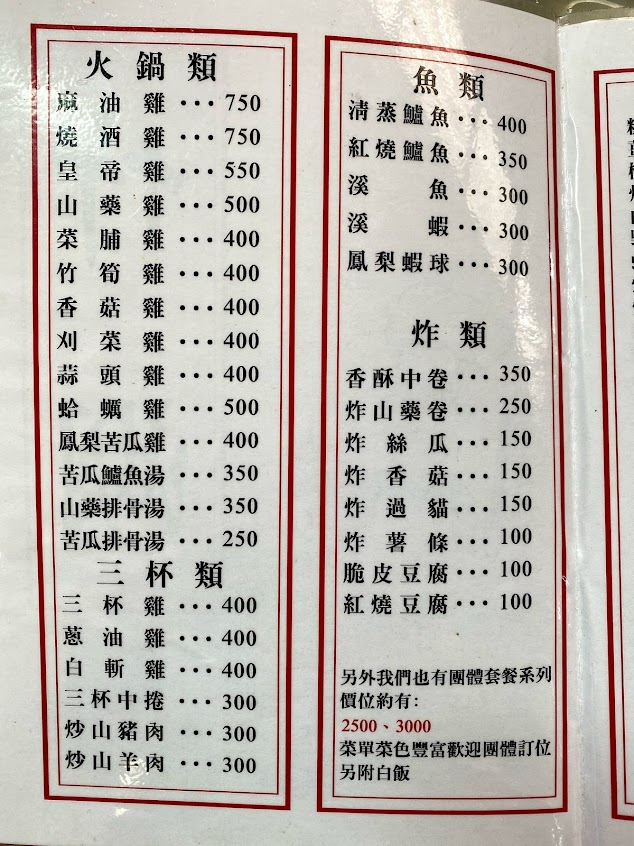 火鍋類
麻油雞···750
燒酒雞···750
皇帝雞···550
山藥雞···500
菜脯雞···400
竹筍雞···400
香菇雞···400
刈菜雞···400
蒜頭雞···400
蛤蠣雞···500
鳳梨苦瓜雞···400
苦瓜鱸魚湯···350
山藥排骨湯···350
苦瓜排骨湯···250
三杯類
三杯雞···400
蔥油雞···400
白斬雞···400
三杯中捲···300
炒山豬肉···300
炒山羊肉···300
魚類
清蒸鱸魚···400
紅燒鱸魚···350
溪魚···300
溪蝦···300
鳳梨蝦球···300
炸類
香酥中卷···350
炸山藥卷···250
炸絲瓜···150
炸香菇···150
炸過貓···150
炸薯條···100
脆皮豆腐···100
紅燒豆腐···100
另外我們也有團體套餐系列
價位約有:
2500、3000
菜單菜色豐富歡迎團體訂位
另附白飯